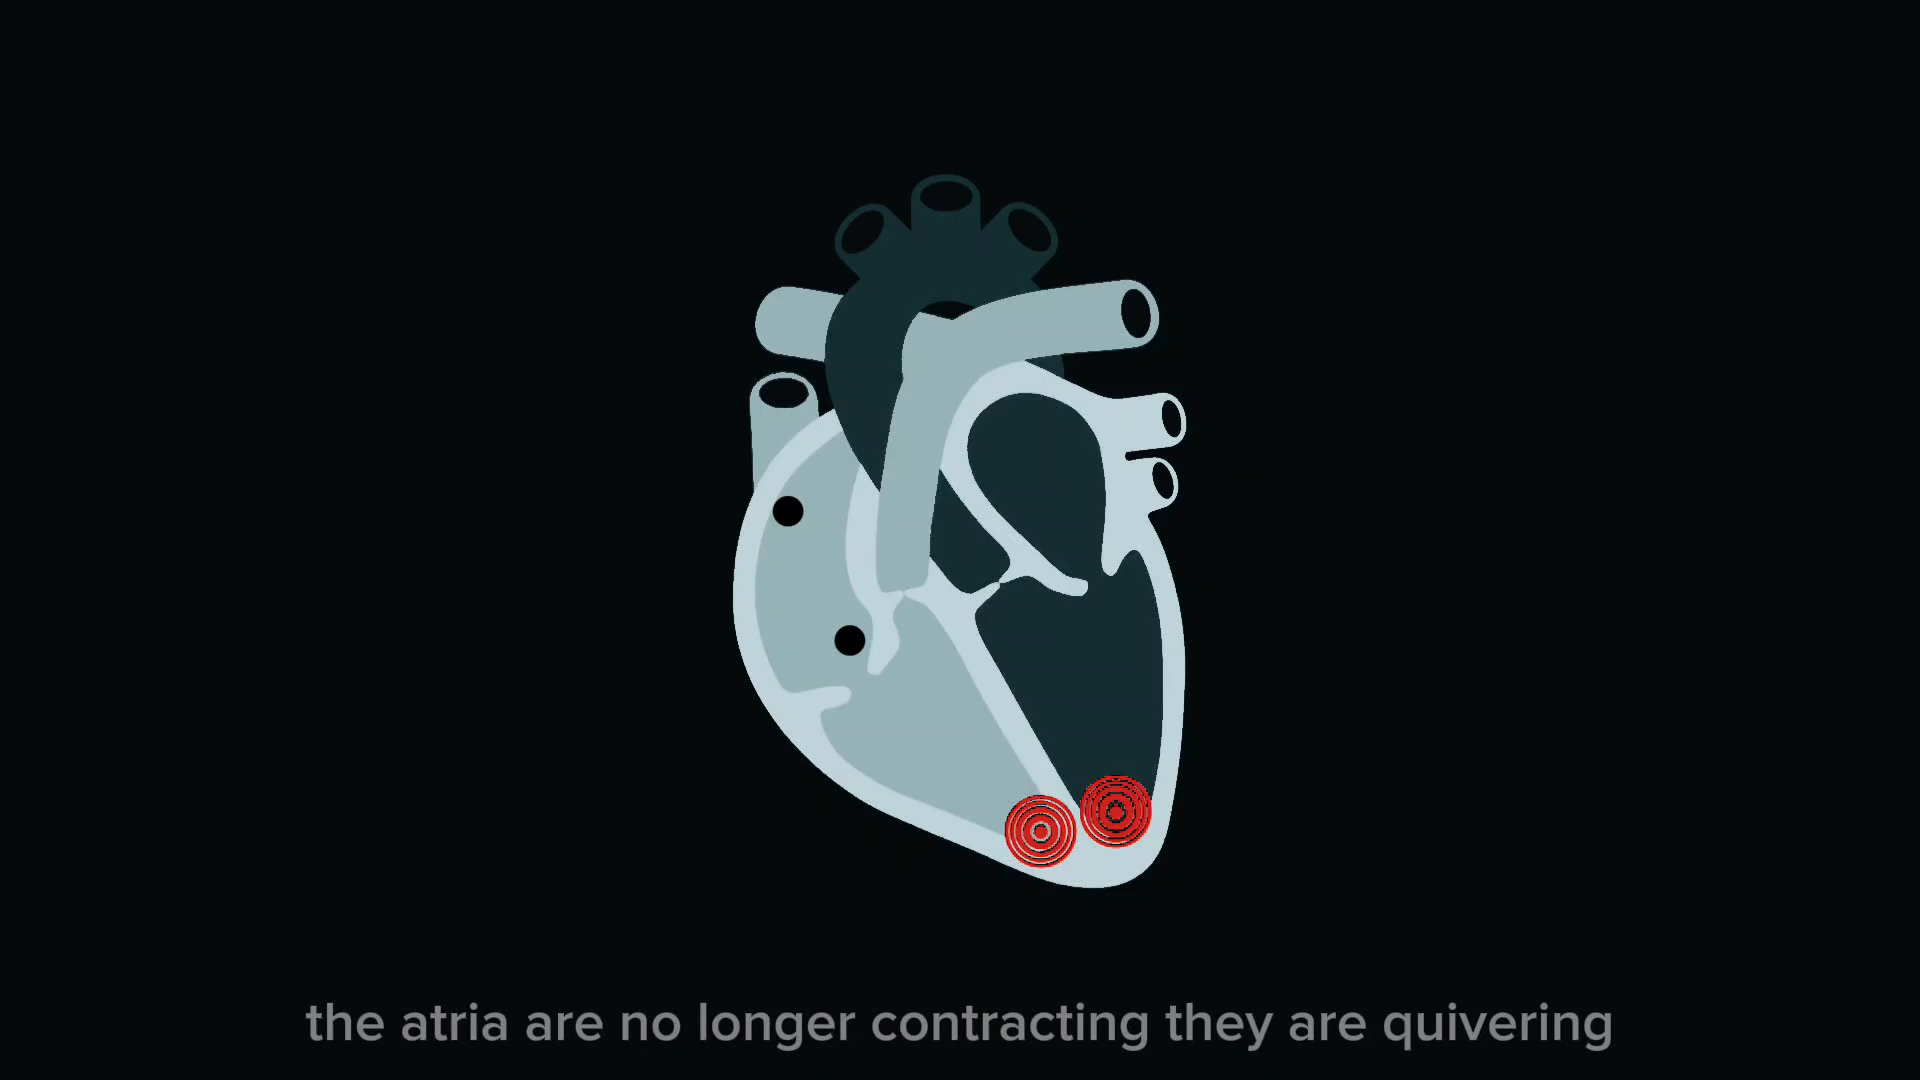 the atria are no longer contracting they are quivering